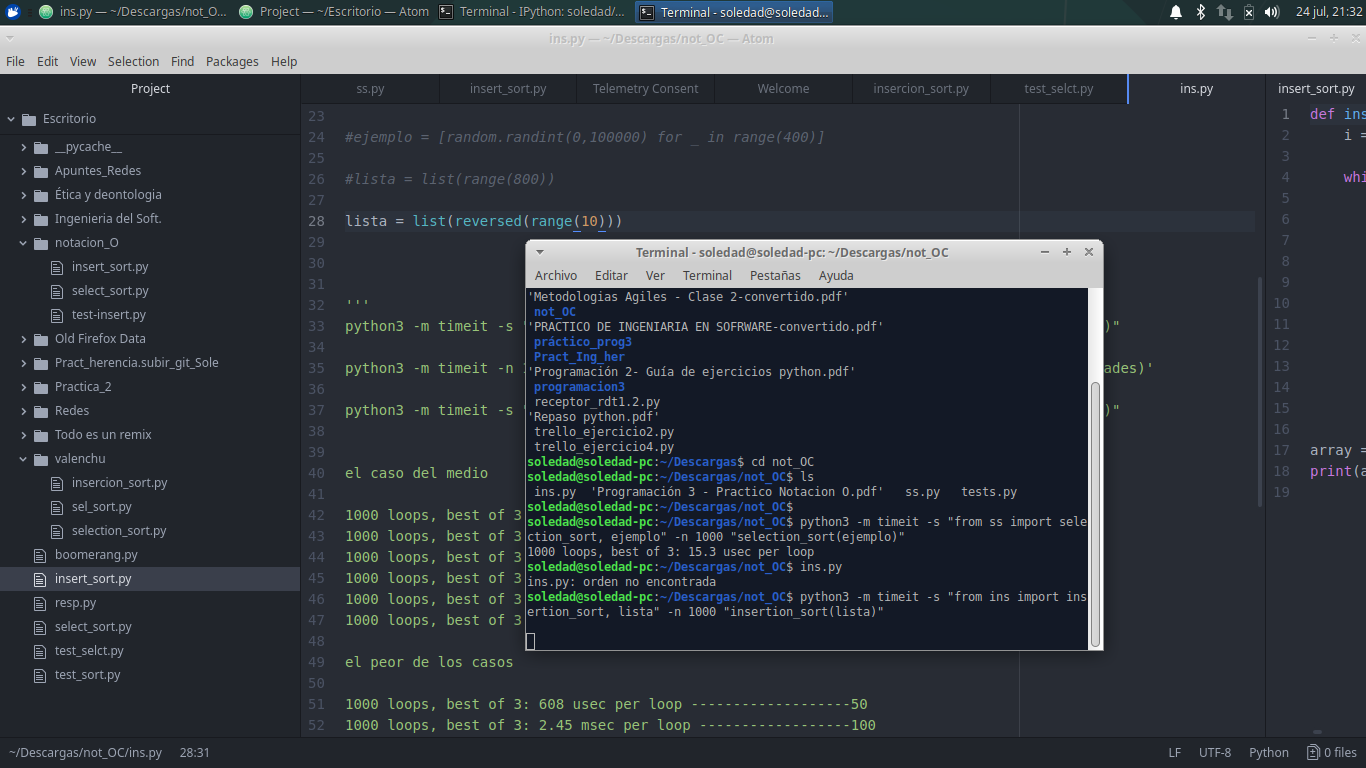 ins.py — ~/Descargas/not_O...
Project — ~/Escritorio — Atom
Terminal - IPython: soledad/...
Terminal - soledad@soledad...
24 jul, 21:32
ins.py — ~/Descargas/not_OC — Atom
File Edit View Selection Find Packages Help
Project
Escritorio
__pycache__
Apuntes_Redes
Ética y deontologia
Ingenieria del Soft.
notacion_O
insert_sort.py
select_sort.py
test-insert.py
Old Firefox Data
Pract_herencia.subir_git_Sole
Practica_2
Redes
Todo es un remix
valenchu
insercion_sort.py
sel_sort.py
selection_sort.py
boomerang.py
insert_sort.py
resp.py
select_sort.py
test_selct.py
test_sort.py
ss.py insert_sort.py Telemetry Consent Welcome insercion_sort.py test_selct.py ins.py
23
24 #ejemplo = [random.randint(0,100000) for _ in range(400)]
25
26 #lista = list(range(800))
27
28 lista = list(reversed(range(10)))
29
30
31
32 '''
33 python3 -m timeit -s " )"
34
35 python3 -m timeit -n ades)'
36
37 python3 -m timeit -s " )"
38
39
40 el caso del medio
41
42 1000 loops, best of 3
43 1000 loops, best of 3
44 1000 loops, best of 3
45 1000 loops, best of 3
46 1000 loops, best of 3
47 1000 loops, best of 3
48
49 el peor de los casos
50
51 1000 loops, best of 3: 608 usec per loop -------------------50
52 1000 loops, best of 3: 2.45 msec per loop ------------------100
Terminal - soledad@soledad-pc: ~/Descargas/not_OC
Archivo Editar Ver Terminal Pestañas Ayuda
'Metodologias Agiles - Clase 2-convertido.pdf'
not_OC
'PRACTICO DE INGENIARIA EN SOFRWARE-convertido.pdf'
práctico_prog3
Pract_Ing_her
'Programación 2- Guía de ejercicios python.pdf'
programacion3
receptor_rdt1.2.py
'Repaso python.pdf'
trello_ejercicio2.py
trello_ejercicio4.py
soledad@soledad-pc:~/Descargas$ cd not_OC
soledad@soledad-pc:~/Descargas/not_OC$ ls
ins.py 'Programación 3 - Practico Notacion O.pdf' ss.py tests.py
soledad@soledad-pc:~/Descargas/not_OC$
soledad@soledad-pc:~/Descargas/not_OC$ python3 -m timeit -s "from ss import sele
ction_sort, ejemplo" -n 1000 "selection_sort(ejemplo)"
1000 loops, best of 3: 15.3 usec per loop
soledad@soledad-pc:~/Descargas/not_OC$ ins.py
ins.py: orden no encontrada
soledad@soledad-pc:~/Descargas/not_OC$ python3 -m timeit -s "from ins import ins
ertion_sort, lista" -n 1000 "insertion_sort(lista)"
insert_sort.py
1 def ins
2 i =
3
4 whi
5
6
7
8
9
10
11
12
13
14
15
16
17 array =
18 print(a
19
~/Descargas/not_OC/ins.py 28:31
LF UTF-8 Python 0 files